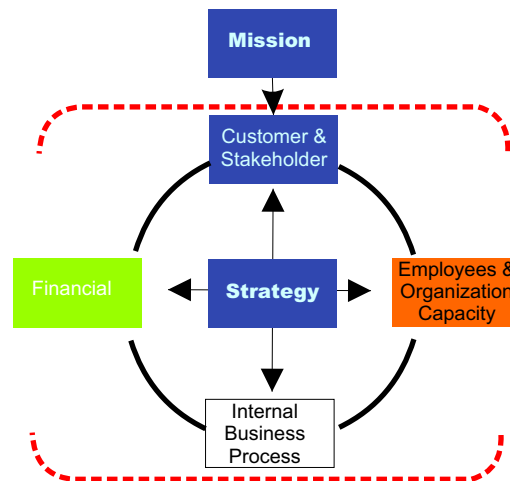 Mission
Customer &
Stakeholder
Financial
Strategy
Employees &
Organization
Capacity
Internal
Business
Process